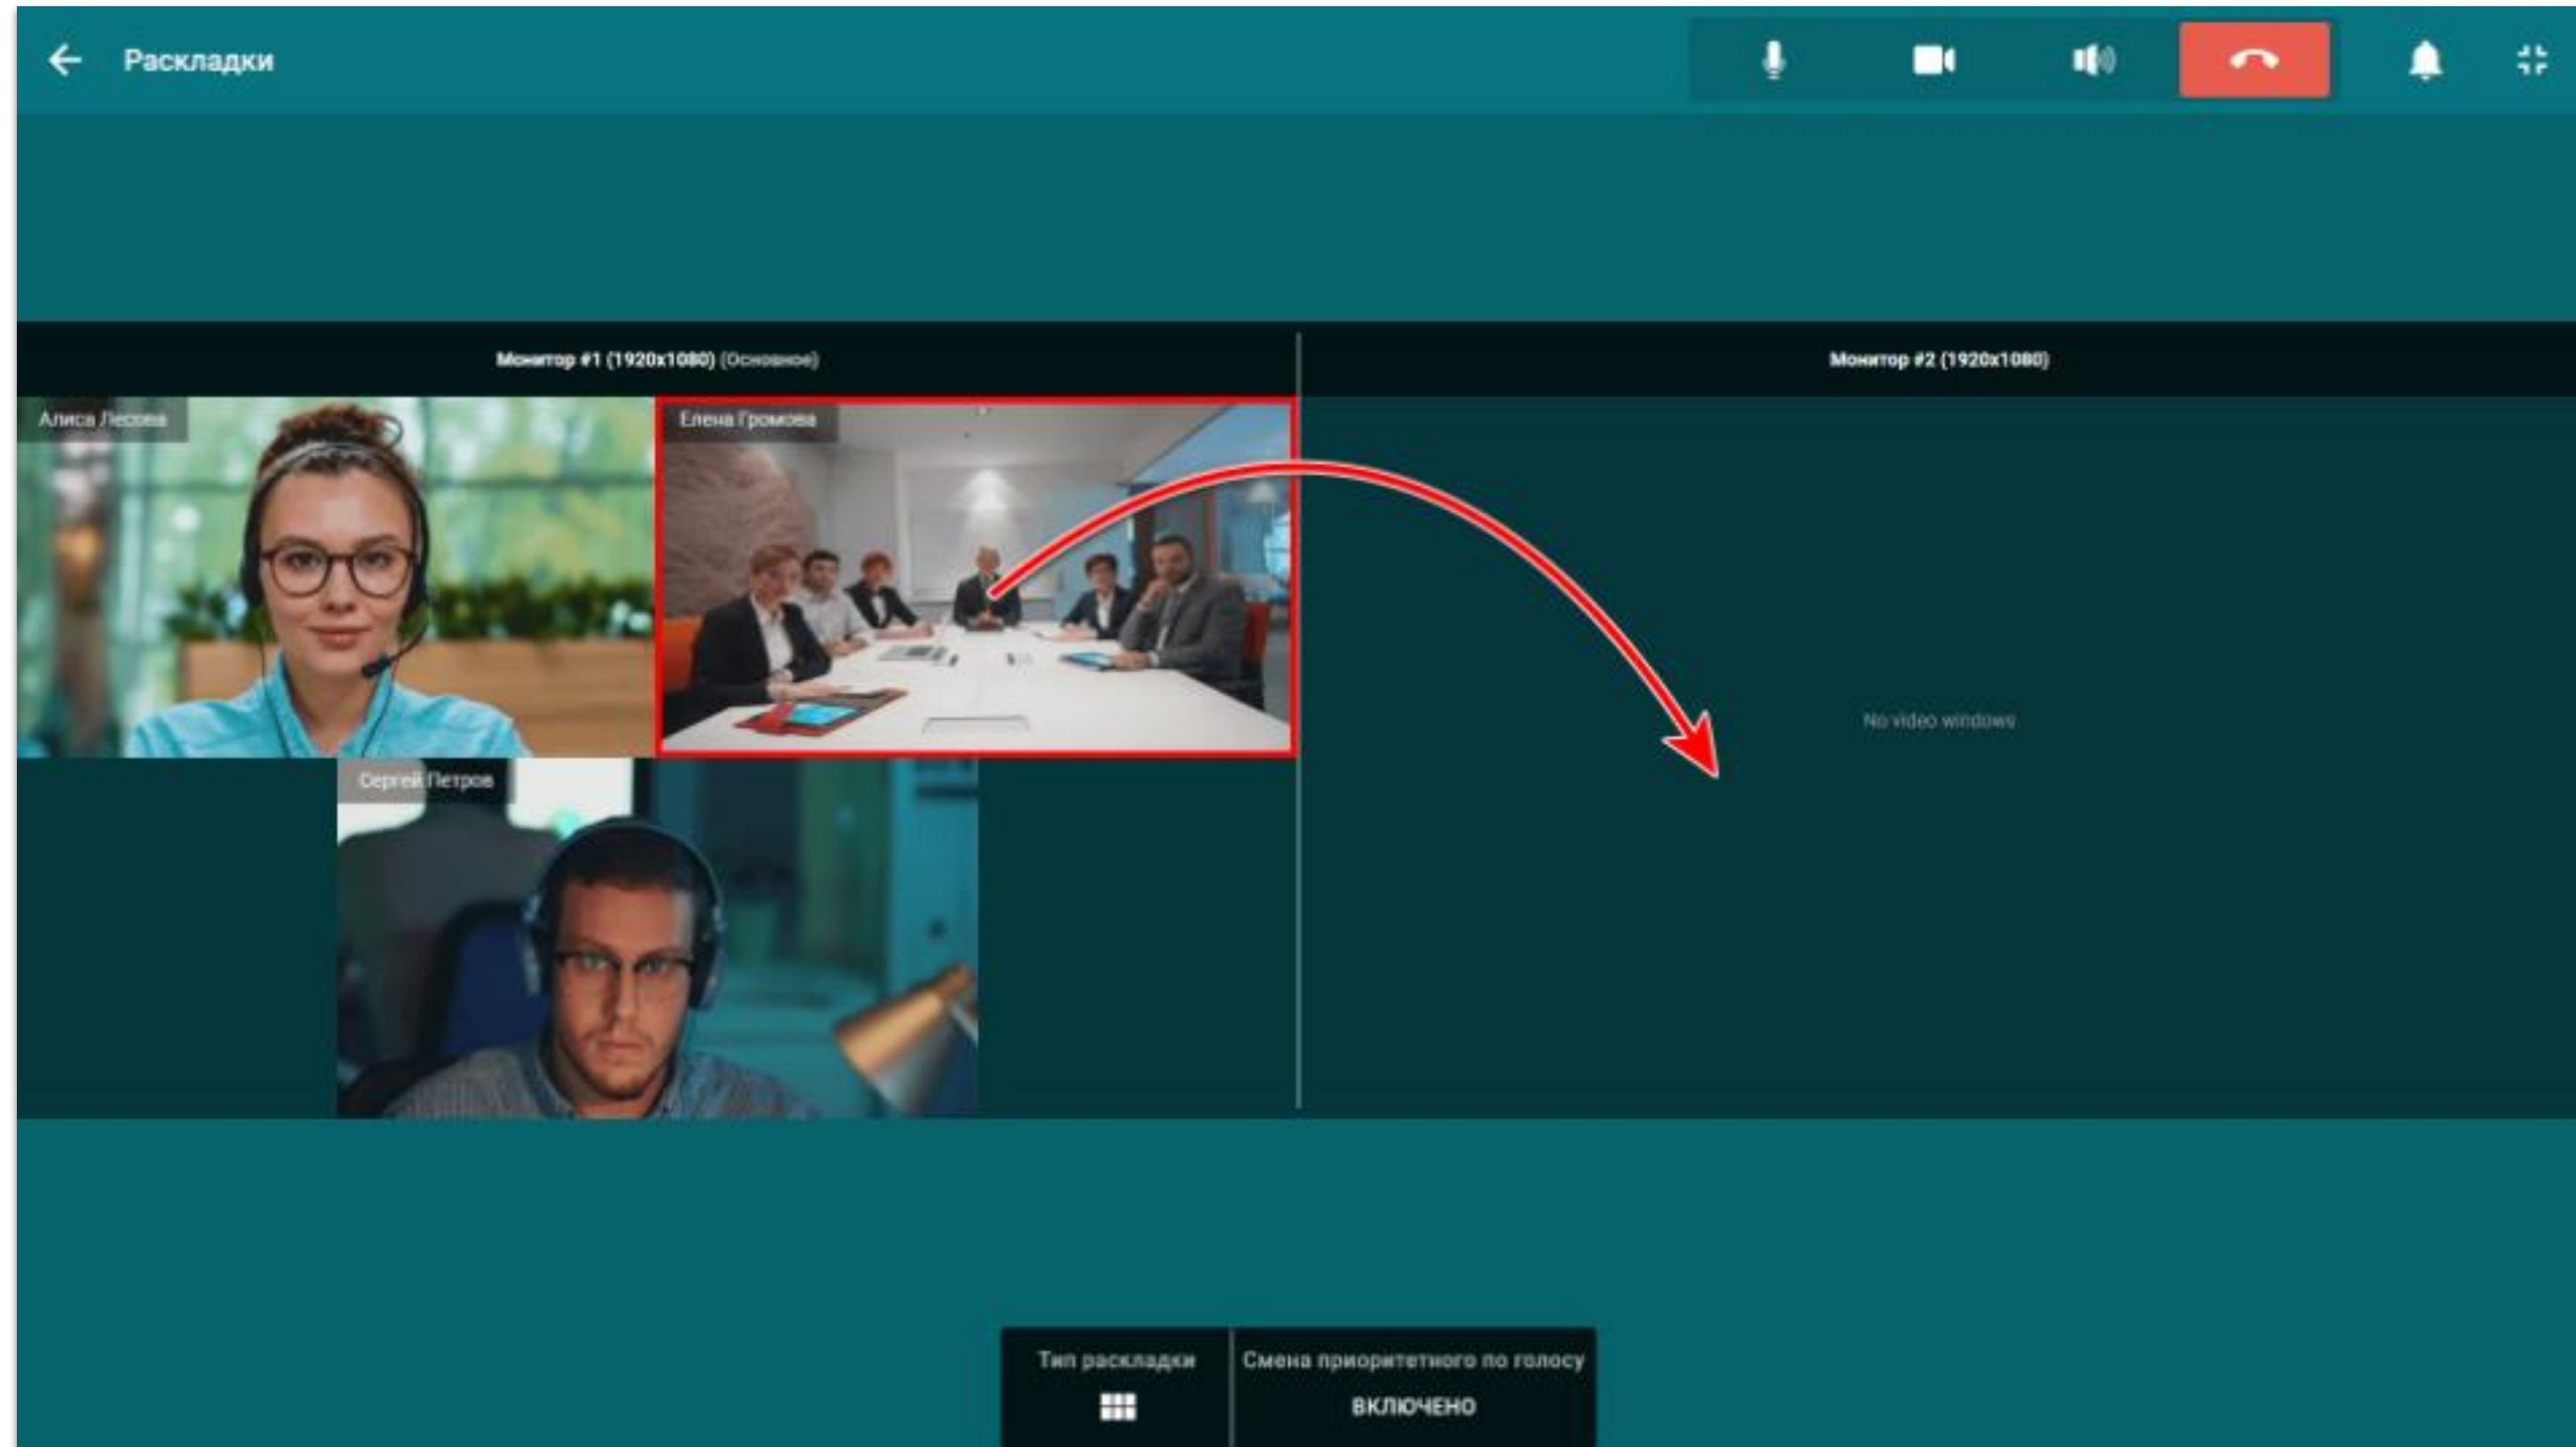 Раскладки
Монитор #1 (1920x1080) (Основное)
Монитор #2 (1920x1080)
Алиса Лесова
Елена Громова
No video windows
Сергей Петров
Тип раскладки
Смена приоритетного по голосу
ВКЛЮЧЕНО